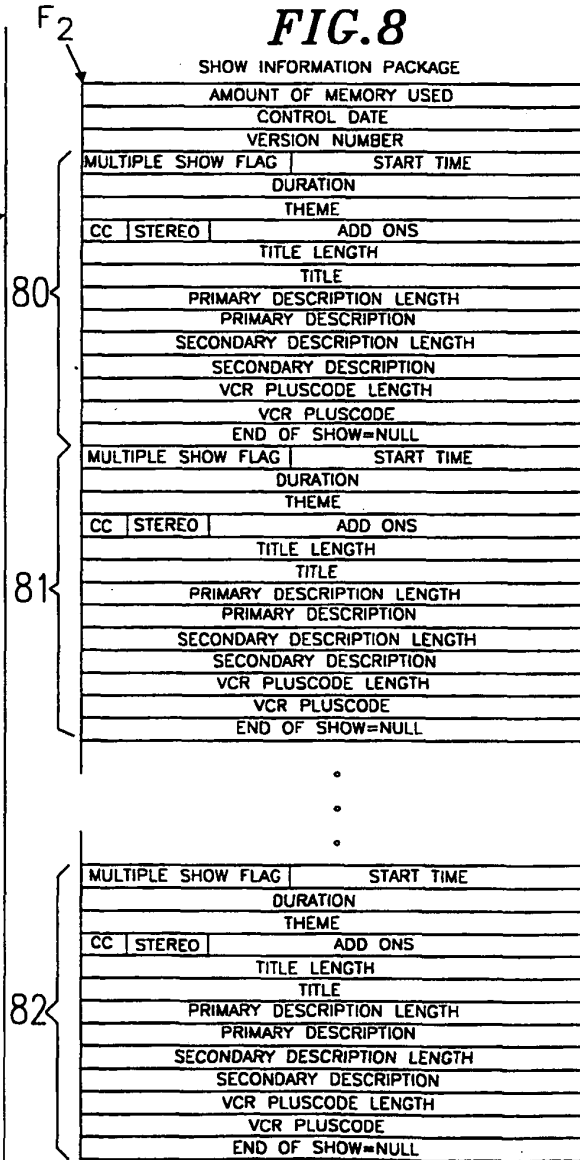 F2
FIG.8
SHOW INFORMATION PACKAGE
AMOUNT OF MEMORY USED
CONTROL DATE
VERSION NUMBER
80
MULTIPLE SHOW FLAG START TIME
DURATION
THEME
CC STEREO ADD ONS
TITLE LENGTH
TITLE
PRIMARY DESCRIPTION LENGTH
PRIMARY DESCRIPTION
SECONDARY DESCRIPTION LENGTH
SECONDARY DESCRIPTION
VCR PLUSCODE LENGTH
VCR PLUSCODE
END OF SHOW=NULL
81
MULTIPLE SHOW FLAG START TIME
DURATION
THEME
CC STEREO ADD ONS
TITLE LENGTH
TITLE
PRIMARY DESCRIPTION LENGTH
PRIMARY DESCRIPTION
SECONDARY DESCRIPTION LENGTH
SECONDARY DESCRIPTION
VCR PLUSCODE LENGTH
VCR PLUSCODE
END OF SHOW=NULL
82
MULTIPLE SHOW FLAG START TIME
DURATION
THEME
CC STEREO ADD ONS
TITLE LENGTH
TITLE
PRIMARY DESCRIPTION LENGTH
PRIMARY DESCRIPTION
SECONDARY DESCRIPTION LENGTH
SECONDARY DESCRIPTION
VCR PLUSCODE LENGTH
VCR PLUSCODE
END OF SHOW=NULL